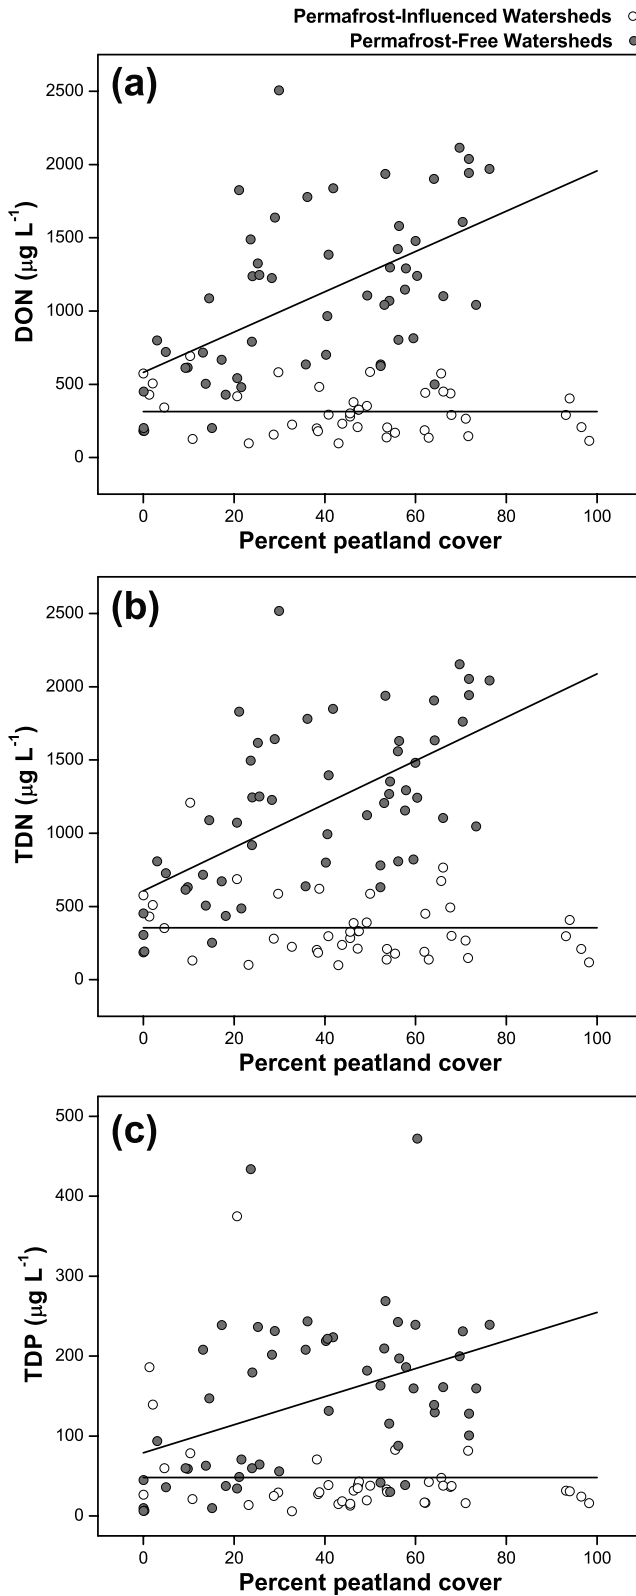 Permafrost-Influenced Watersheds
Permafrost-Free Watersheds
(a)
2500
2000
1500
1000
500
0
DON (µg L⁻¹)
0 20 40 60 80 100
Percent peatland cover
(b)
2500
2000
1500
1000
500
0
TDN (µg L⁻¹)
0 20 40 60 80 100
Percent peatland cover
(c)
500
400
300
200
100
0
TDP (µg L⁻¹)
0 20 40 60 80 100
Percent peatland cover